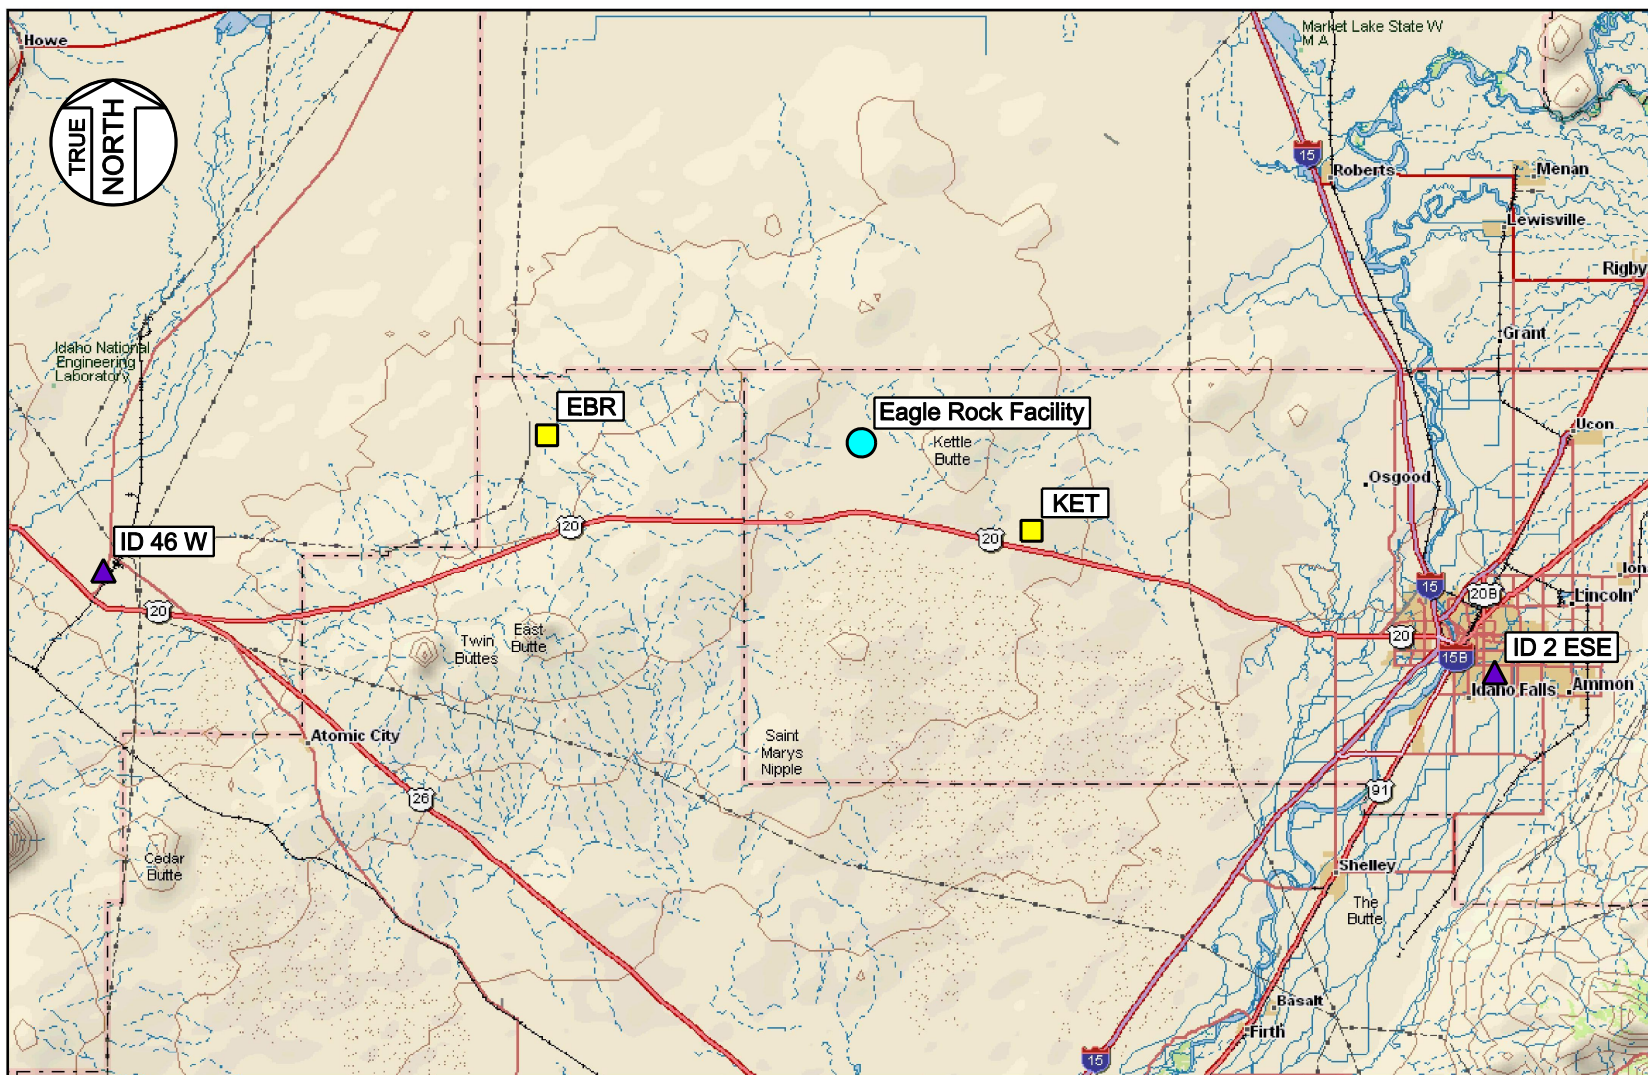 Howe
Market Lake State W
M A
TRUE
NORTH
15
Roberts
Menan
Lewisville
Rigby
Grant
Idaho National
Engineering
Laboratory
EBR
Eagle Rock Facility
Kettle
Butte
Ucon
Osgood
KET
20
20
ID 46 W
20
15
20B
Ion
Lincoln
20
15B
ID 2 ESE
Idaho Falls
Ammon
Twin
Buttes
East
Butte
Atomic City
Saint
Marys
Nipple
26
91
Cedar
Butte
Shelley
The
Butte
Basalt
Firth
15